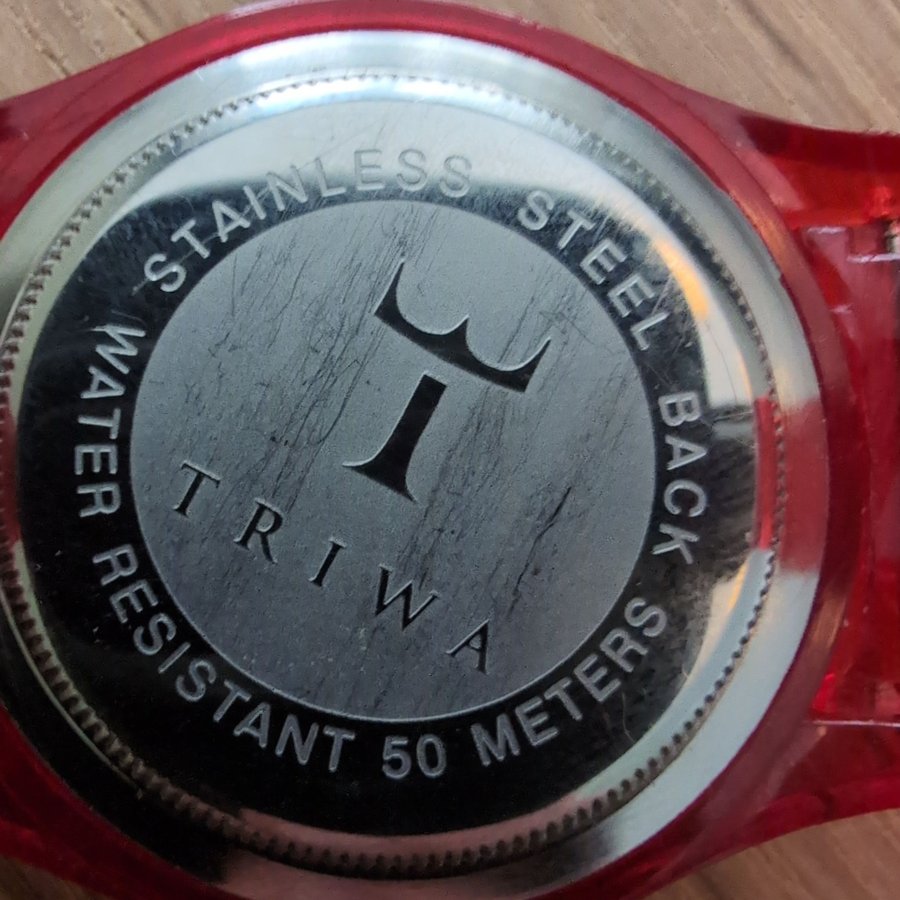 STAINLESS STEEL BACK
WATER RESISTANT 50 METERS
TRIWA